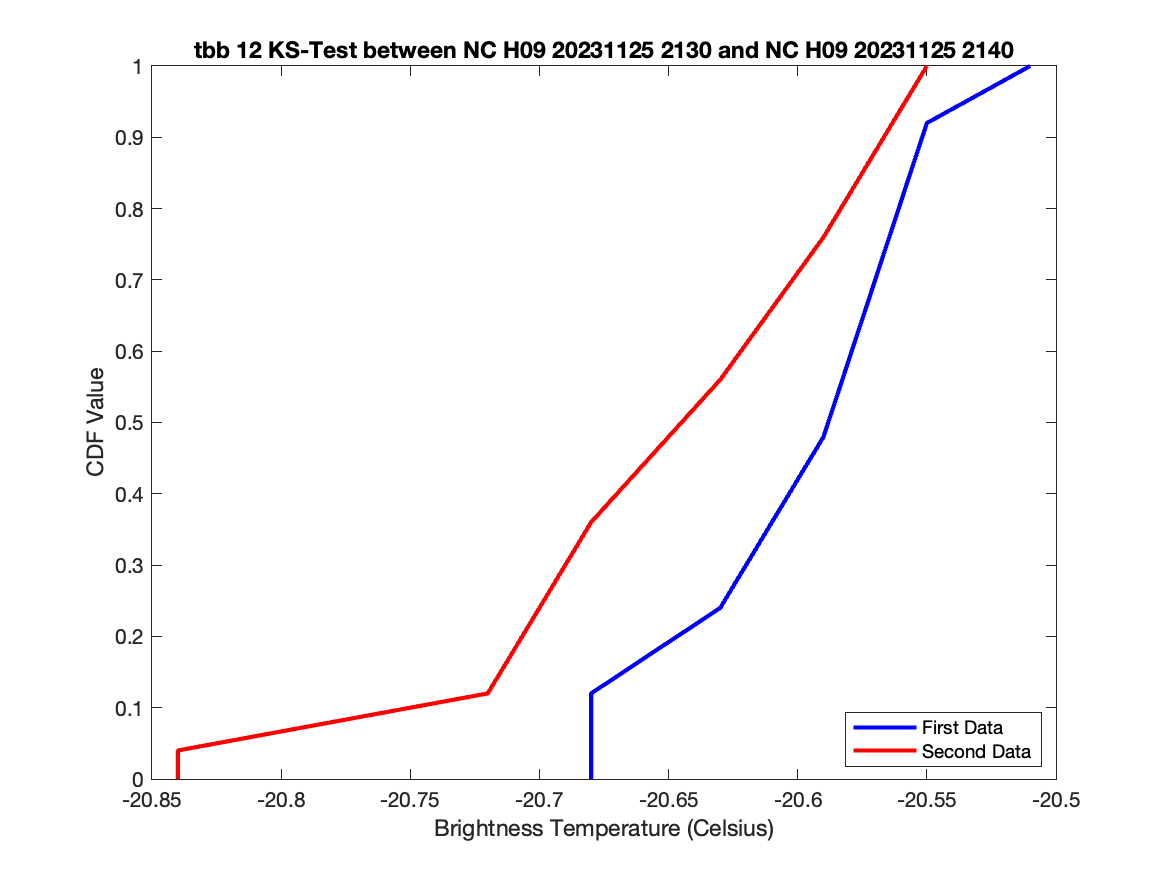 tbb 12 KS-Test between NC H09 20231125 2130 and NC H09 20231125 2140
1
0.9
0.8
0.7
0.6
0.5
0.4
0.3
0.2
0.1
0
CDF Value
First Data
Second Data
-20.85 -20.8 -20.75 -20.7 -20.65 -20.6 -20.55 -20.5
Brightness Temperature (Celsius)